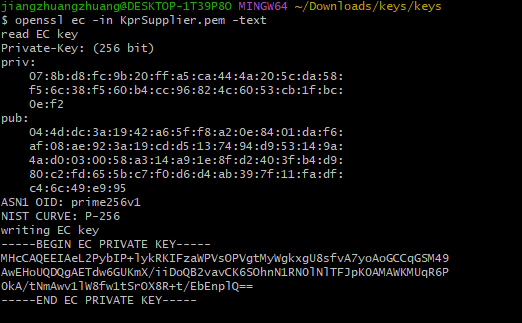 jiangzhuangzhuang@DESKTOP-1T39P8O MINGW64 ~/Downloads/keys/keys
$ openssl ec -in KprSupplier.pem -text
read EC key
Private-Key: (256 bit)
priv:
07:8b:d8:fc:9b:20:ff:a5:ca:44:4a:20:5c:da:58:
f5:6c:38:f5:60:b4:cc:96:82:4c:60:53:cb:1f:bc:
0e:f2
pub:
04:4d:dc:3a:19:42:a6:5f:f8:a2:0e:84:01:da:f6:
af:08:ae:92:3a:19:cd:d5:13:74:94:d9:53:14:9a:
4a:d0:03:00:58:a3:14:a9:1e:8f:d2:40:3f:b4:d9:
80:c2:fd:65:5b:c7:f0:d6:d4:ab:39:7f:11:fa:df:
c4:6c:49:e9:95
ASN1 OID: prime256v1
NIST CURVE: P-256
writing EC key
-----BEGIN EC PRIVATE KEY-----
MHcCAQEEIAeL2PybIP+lykRKIFzaWPVsOPVgtMyWgkxgU8sfvA7yoAoGCCqGSM49
AwEHoUQDQgAETdw6GUKmX/iiDoQB2vavCK6SOhnN1RN0lNlTFJpK0AMAWKMUqR6P
0kA/tNmAwv1lW8fw1tSrOX8R+t/EbEnplQ==
-----END EC PRIVATE KEY-----